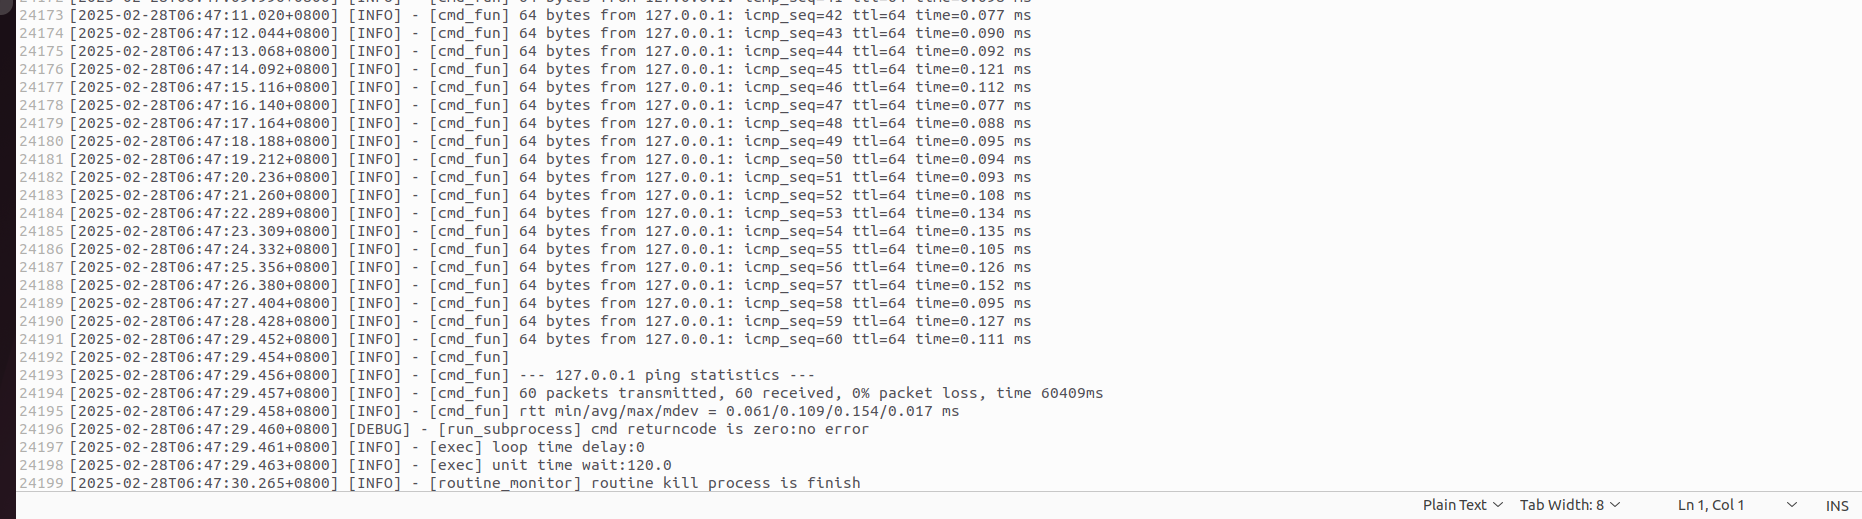 24173 [2025-02-28T06:47:11.020+0800] [INFO] - [cmd_fun] 64 bytes from 127.0.0.1: icmp_seq=42 ttl=64 time=0.077 ms
24174 [2025-02-28T06:47:12.044+0800] [INFO] - [cmd_fun] 64 bytes from 127.0.0.1: icmp_seq=43 ttl=64 time=0.090 ms
24175 [2025-02-28T06:47:13.068+0800] [INFO] - [cmd_fun] 64 bytes from 127.0.0.1: icmp_seq=44 ttl=64 time=0.092 ms
24176 [2025-02-28T06:47:14.092+0800] [INFO] - [cmd_fun] 64 bytes from 127.0.0.1: icmp_seq=45 ttl=64 time=0.121 ms
24177 [2025-02-28T06:47:15.116+0800] [INFO] - [cmd_fun] 64 bytes from 127.0.0.1: icmp_seq=46 ttl=64 time=0.112 ms
24178 [2025-02-28T06:47:16.140+0800] [INFO] - [cmd_fun] 64 bytes from 127.0.0.1: icmp_seq=47 ttl=64 time=0.077 ms
24179 [2025-02-28T06:47:17.164+0800] [INFO] - [cmd_fun] 64 bytes from 127.0.0.1: icmp_seq=48 ttl=64 time=0.088 ms
24180 [2025-02-28T06:47:18.188+0800] [INFO] - [cmd_fun] 64 bytes from 127.0.0.1: icmp_seq=49 ttl=64 time=0.095 ms
24181 [2025-02-28T06:47:19.212+0800] [INFO] - [cmd_fun] 64 bytes from 127.0.0.1: icmp_seq=50 ttl=64 time=0.094 ms
24182 [2025-02-28T06:47:20.236+0800] [INFO] - [cmd_fun] 64 bytes from 127.0.0.1: icmp_seq=51 ttl=64 time=0.093 ms
24183 [2025-02-28T06:47:21.260+0800] [INFO] - [cmd_fun] 64 bytes from 127.0.0.1: icmp_seq=52 ttl=64 time=0.108 ms
24184 [2025-02-28T06:47:22.289+0800] [INFO] - [cmd_fun] 64 bytes from 127.0.0.1: icmp_seq=53 ttl=64 time=0.134 ms
24185 [2025-02-28T06:47:23.309+0800] [INFO] - [cmd_fun] 64 bytes from 127.0.0.1: icmp_seq=54 ttl=64 time=0.135 ms
24186 [2025-02-28T06:47:24.332+0800] [INFO] - [cmd_fun] 64 bytes from 127.0.0.1: icmp_seq=55 ttl=64 time=0.105 ms
24187 [2025-02-28T06:47:25.356+0800] [INFO] - [cmd_fun] 64 bytes from 127.0.0.1: icmp_seq=56 ttl=64 time=0.126 ms
24188 [2025-02-28T06:47:26.380+0800] [INFO] - [cmd_fun] 64 bytes from 127.0.0.1: icmp_seq=57 ttl=64 time=0.152 ms
24189 [2025-02-28T06:47:27.404+0800] [INFO] - [cmd_fun] 64 bytes from 127.0.0.1: icmp_seq=58 ttl=64 time=0.095 ms
24190 [2025-02-28T06:47:28.428+0800] [INFO] - [cmd_fun] 64 bytes from 127.0.0.1: icmp_seq=59 ttl=64 time=0.127 ms
24191 [2025-02-28T06:47:29.452+0800] [INFO] - [cmd_fun] 64 bytes from 127.0.0.1: icmp_seq=60 ttl=64 time=0.111 ms
24192 [2025-02-28T06:47:29.454+0800] [INFO] - [cmd_fun]
24193 [2025-02-28T06:47:29.456+0800] [INFO] - [cmd_fun] --- 127.0.0.1 ping statistics ---
24194 [2025-02-28T06:47:29.457+0800] [INFO] - [cmd_fun] 60 packets transmitted, 60 received, 0% packet loss, time 60409ms
24195 [2025-02-28T06:47:29.458+0800] [INFO] - [cmd_fun] rtt min/avg/max/mdev = 0.061/0.109/0.154/0.017 ms
24196 [2025-02-28T06:47:29.460+0800] [DEBUG] - [run_subprocess] cmd returncode is zero:no error
24197 [2025-02-28T06:47:29.461+0800] [INFO] - [exec] loop time delay:0
24198 [2025-02-28T06:47:29.463+0800] [INFO] - [exec] unit time wait:120.0
24199 [2025-02-28T06:47:30.265+0800] [INFO] - [routine_monitor] routine kill process is finish
Plain Text Tab Width: 8 Ln 1, Col 1 INS